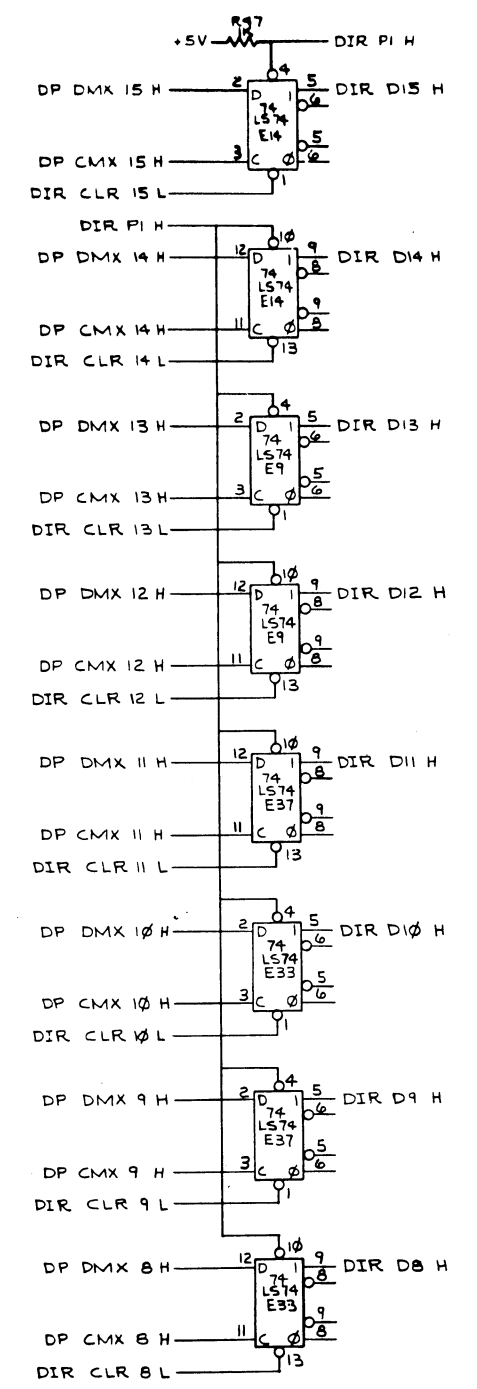 R47
1K
+5V DIR P1 H
4
DP DMX 15 H 2 D 1 5 DIR D15 H
6
74
LS74
E14
5
DP CMX 15 H 3 C Ø 6
DIR CLR 15 L 1
DIR P1 H
1Ø
DP DMX 14 H 12 D 1 9 DIR D14 H
8
74
LS74
E14
9
DP CMX 14 H 11 C Ø 8
DIR CLR 14 L 13
4
DP DMX 13 H 2 D 1 5 DIR D13 H
6
74
LS74
E9
5
DP CMX 13 H 3 C Ø 6
DIR CLR 13 L 1
1Ø
DP DMX 12 H 12 D 1 9 DIR D12 H
8
74
LS74
E9
9
DP CMX 12 H 11 C Ø 8
DIR CLR 12 L 13
1Ø
DP DMX 11 H 12 D 1 9 DIR D11 H
8
74
LS74
E37
9
DP CMX 11 H 11 C Ø 8
DIR CLR 11 L 13
4
DP DMX 1Ø H 2 D 1 5 DIR D1Ø H
6
74
LS74
E33
5
DP CMX 1Ø H 3 C Ø 6
DIR CLR 1Ø L 1
4
DP DMX 9 H 2 D 1 5 DIR D9 H
6
74
LS74
E37
5
DP CMX 9 H 3 C Ø 6
DIR CLR 9 L 1
1Ø
DP DMX 8 H 12 D 1 9 DIR D8 H
8
74
LS74
E33
9
DP CMX 8 H 11 C Ø 8
DIR CLR 8 L 13